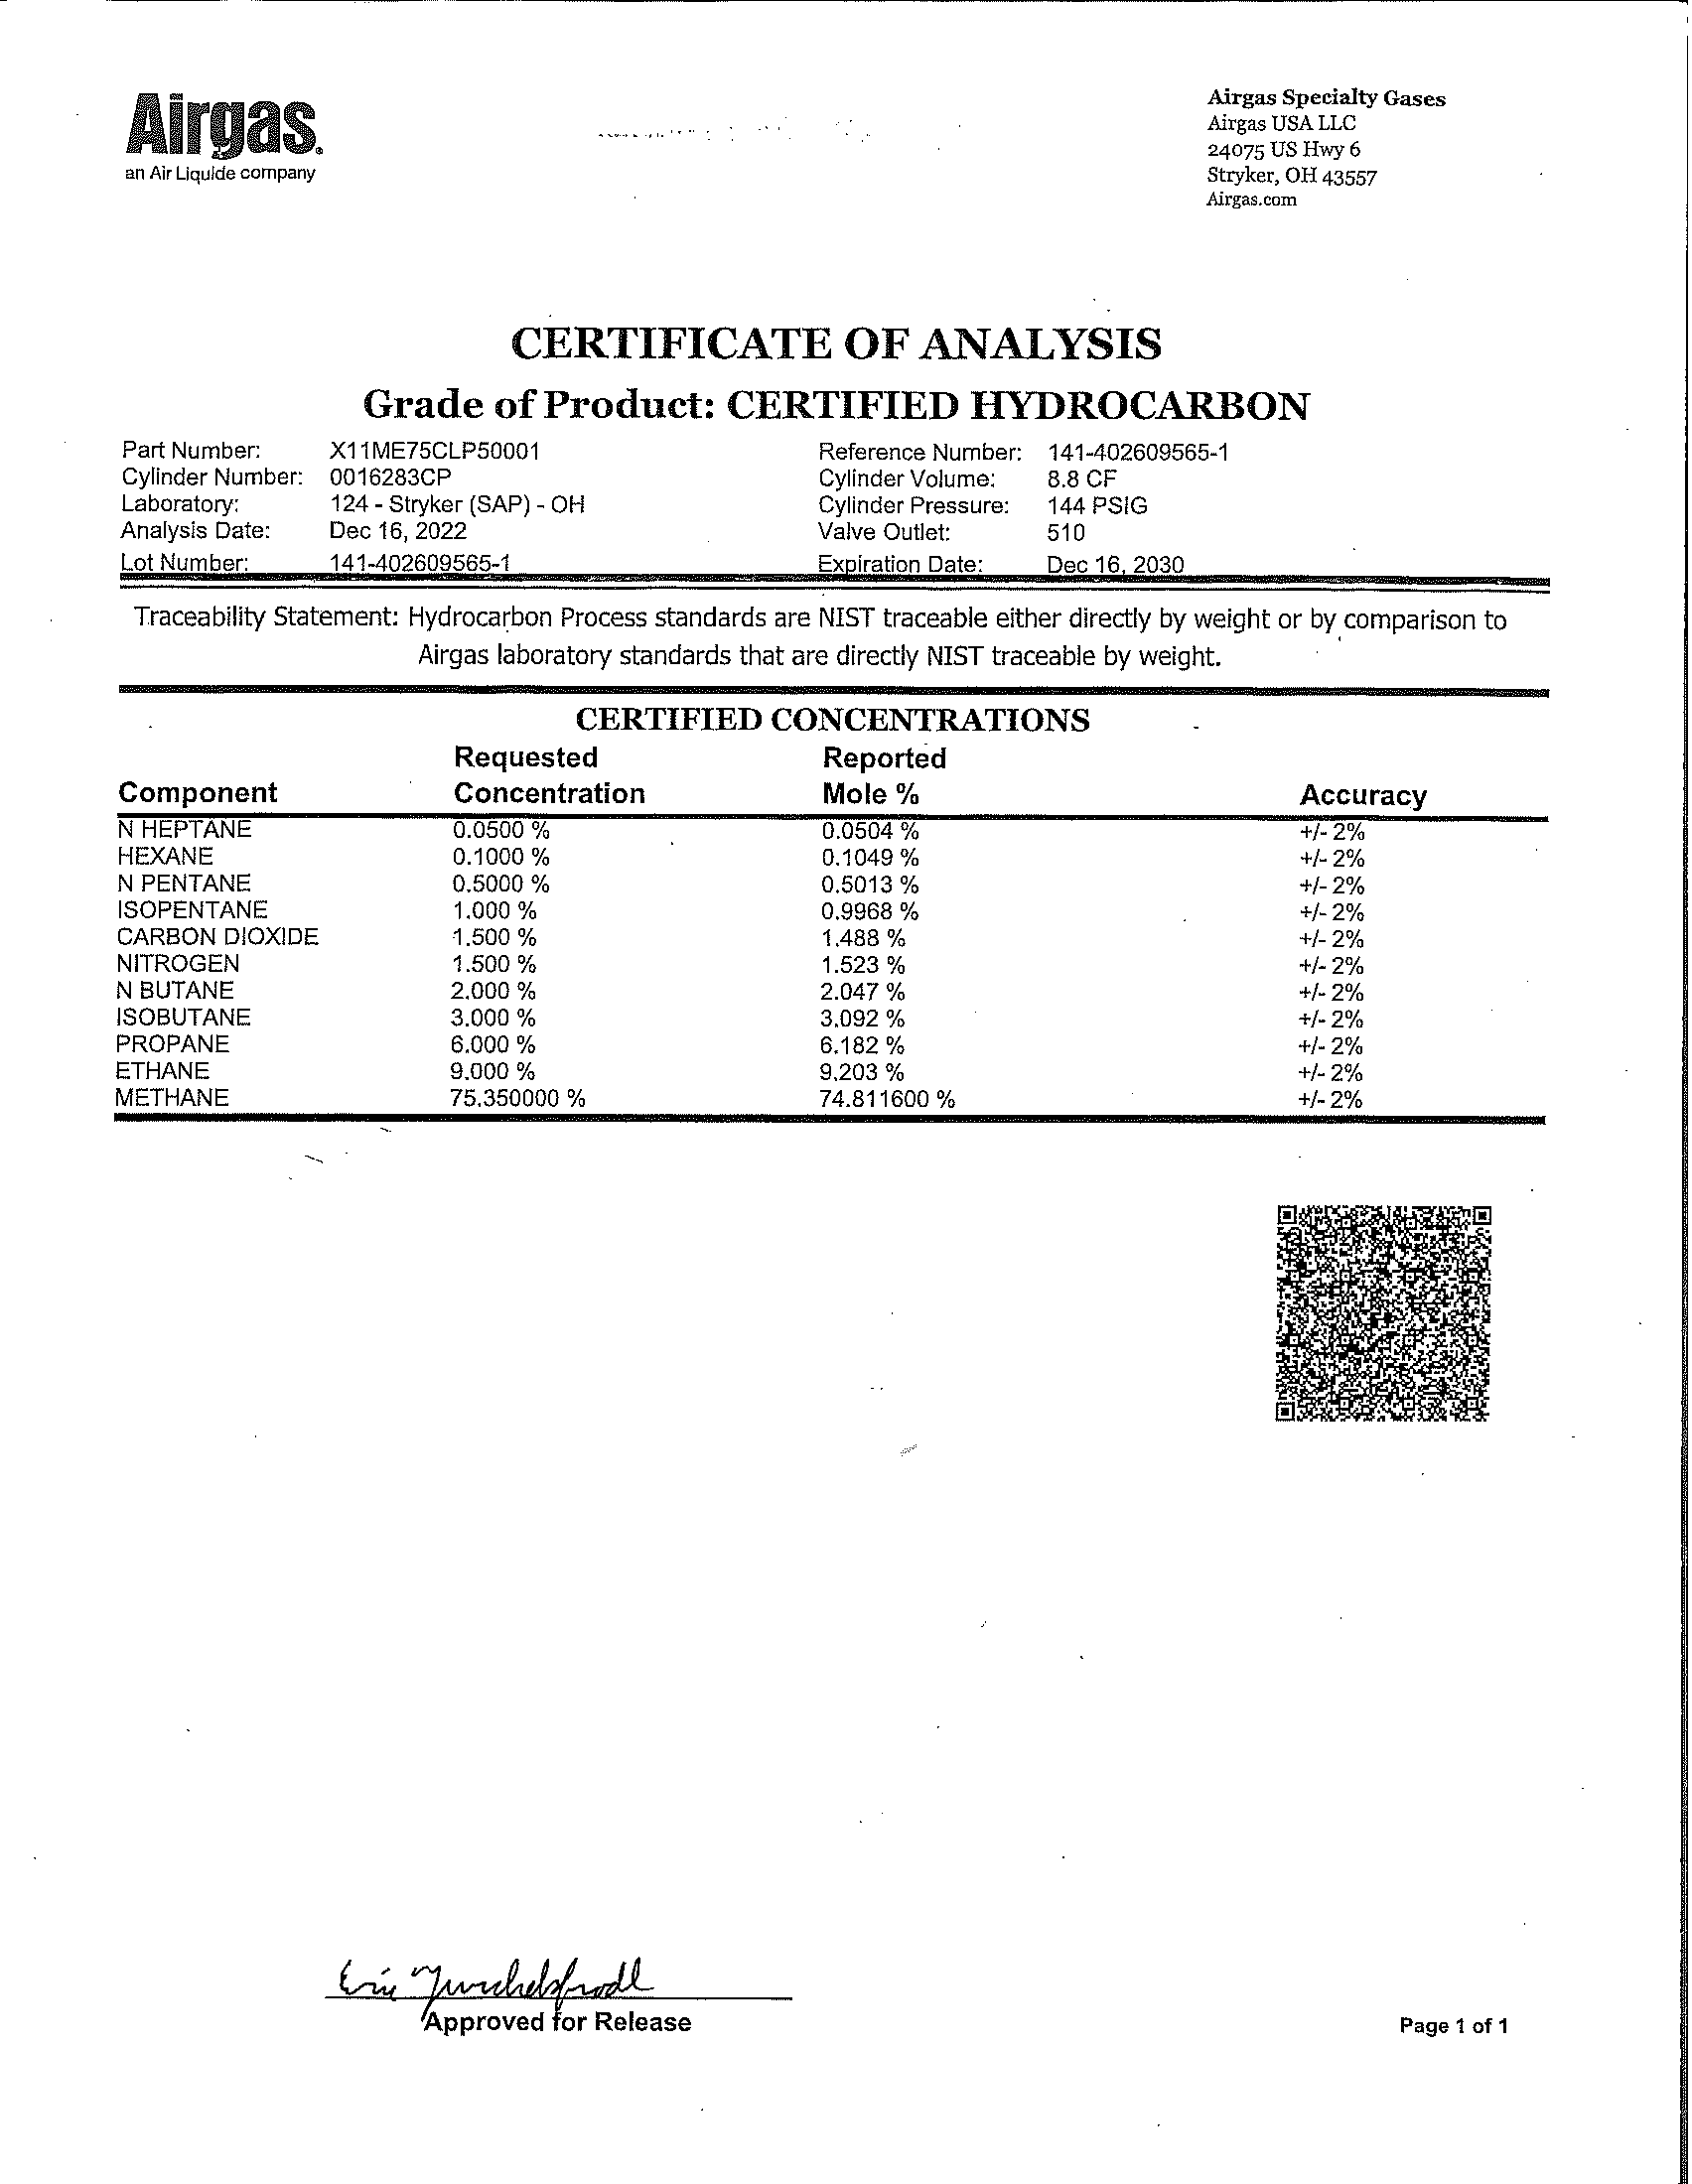 Airgas.
an Air Liquide company
Airgas Specialty Gases
Airgas USA LLC
24075 US Hwy 6
Stryker, OH 43557
Airgas.com
CERTIFICATE OF ANALYSIS
Grade of Product: CERTIFIED HYDROCARBON
Part Number: X11ME75CLP50001 Reference Number: 141-402609565-1
Cylinder Number: 0016283CP Cylinder Volume: 8.8 CF
Laboratory: 124 - Stryker (SAP) - OH Cylinder Pressure: 144 PSIG
Analysis Date: Dec 16, 2022 Valve Outlet: 510
Lot Number: 141-402609565-1 Expiration Date: Dec 16, 2030
Traceability Statement: Hydrocarbon Process standards are NIST traceable either directly by weight or by comparison to
Airgas laboratory standards that are directly NIST traceable by weight.
CERTIFIED CONCENTRATIONS
Requested Reported
Component Concentration Mole % Accuracy
N HEPTANE 0.0500 % 0.0504 % +/- 2%
HEXANE 0.1000 % 0.1049 % +/- 2%
N PENTANE 0.5000 % 0.5013 % +/- 2%
ISOPENTANE 1.000 % 0.9968 % +/- 2%
CARBON DIOXIDE 1.500 % 1.488 % +/- 2%
NITROGEN 1.500 % 1.523 % +/- 2%
N BUTANE 2.000 % 2.047 % +/- 2%
ISOBUTANE 3.000 % 3.092 % +/- 2%
PROPANE 6.000 % 6.182 % +/- 2%
ETHANE 9.000 % 9.203 % +/- 2%
METHANE 75.350000 % 74.811600 % +/- 2%
Eric
Approved for Release
Page 1 of 1